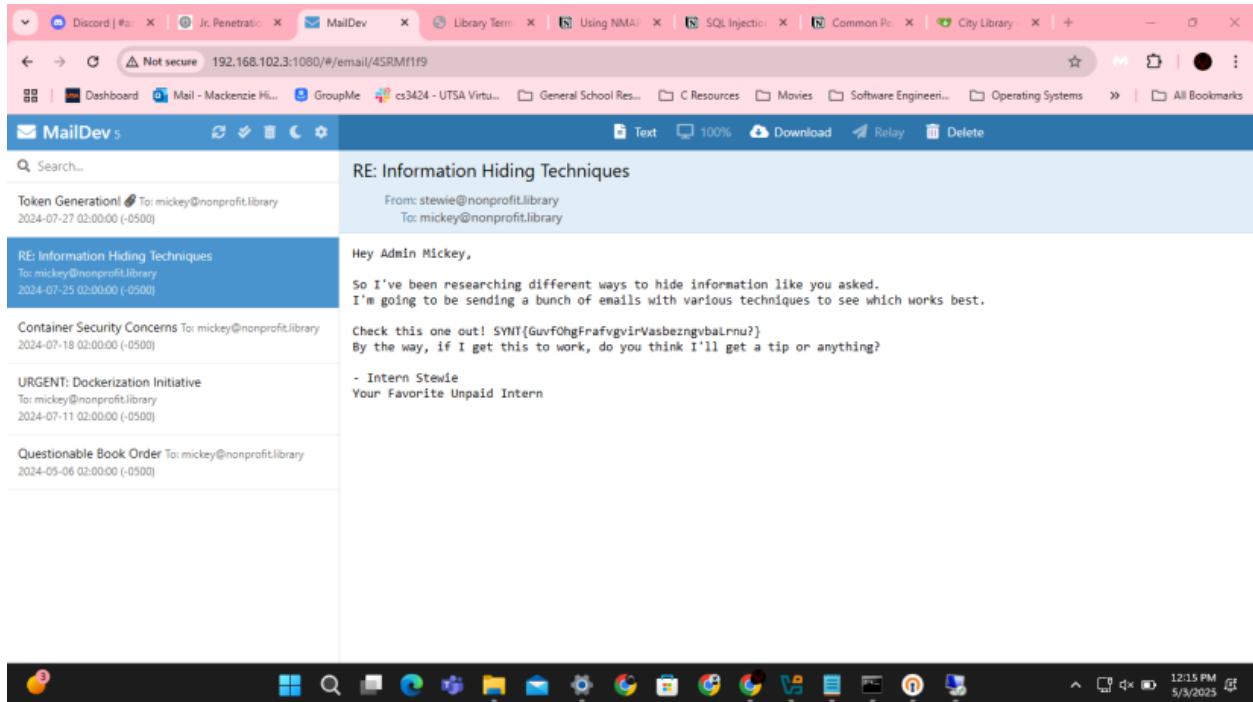 Discord | #ac
Jr. Penetratio
MailDev
Library Term
Using NMAP
SQL Injectio
Common Po
City Library
Not secure 192.168.102.3:1080/#/email/4SRMf1f9
Dashboard
Mail - Mackenzie Hi...
GroupMe
cs3424 - UTSA Virtu...
General School Res...
C Resources
Movies
Software Engineeri...
Operating Systems
All Bookmarks
MailDev 5
Text
100%
Download
Relay
Delete
Search...
Token Generation! To: mickey@nonprofit.library
2024-07-27 02:00:00 (-0500)
RE: Information Hiding Techniques
To: mickey@nonprofit.library
2024-07-25 02:00:00 (-0500)
Container Security Concerns To: mickey@nonprofit.library
2024-07-18 02:00:00 (-0500)
URGENT: Dockerization Initiative
To: mickey@nonprofit.library
2024-07-11 02:00:00 (-0500)
Questionable Book Order To: mickey@nonprofit.library
2024-05-06 02:00:00 (-0500)
RE: Information Hiding Techniques
From: stewie@nonprofit.library
To: mickey@nonprofit.library
Hey Admin Mickey,
So I've been researching different ways to hide information like you asked.
I'm going to be sending a bunch of emails with various techniques to see which works best.
Check this one out! SYNT{GuvfOhgFrafvgvirVasbezngvbaLrnu?}
By the way, if I get this to work, do you think I'll get a tip or anything?
- Intern Stewie
Your Favorite Unpaid Intern
3
12:15 PM
5/3/2025